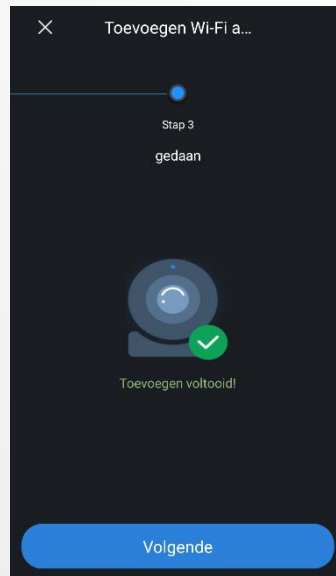 Toevoegen Wi-Fi a...
Stap 3
gedaan
Toevoegen voltooid!
Volgende